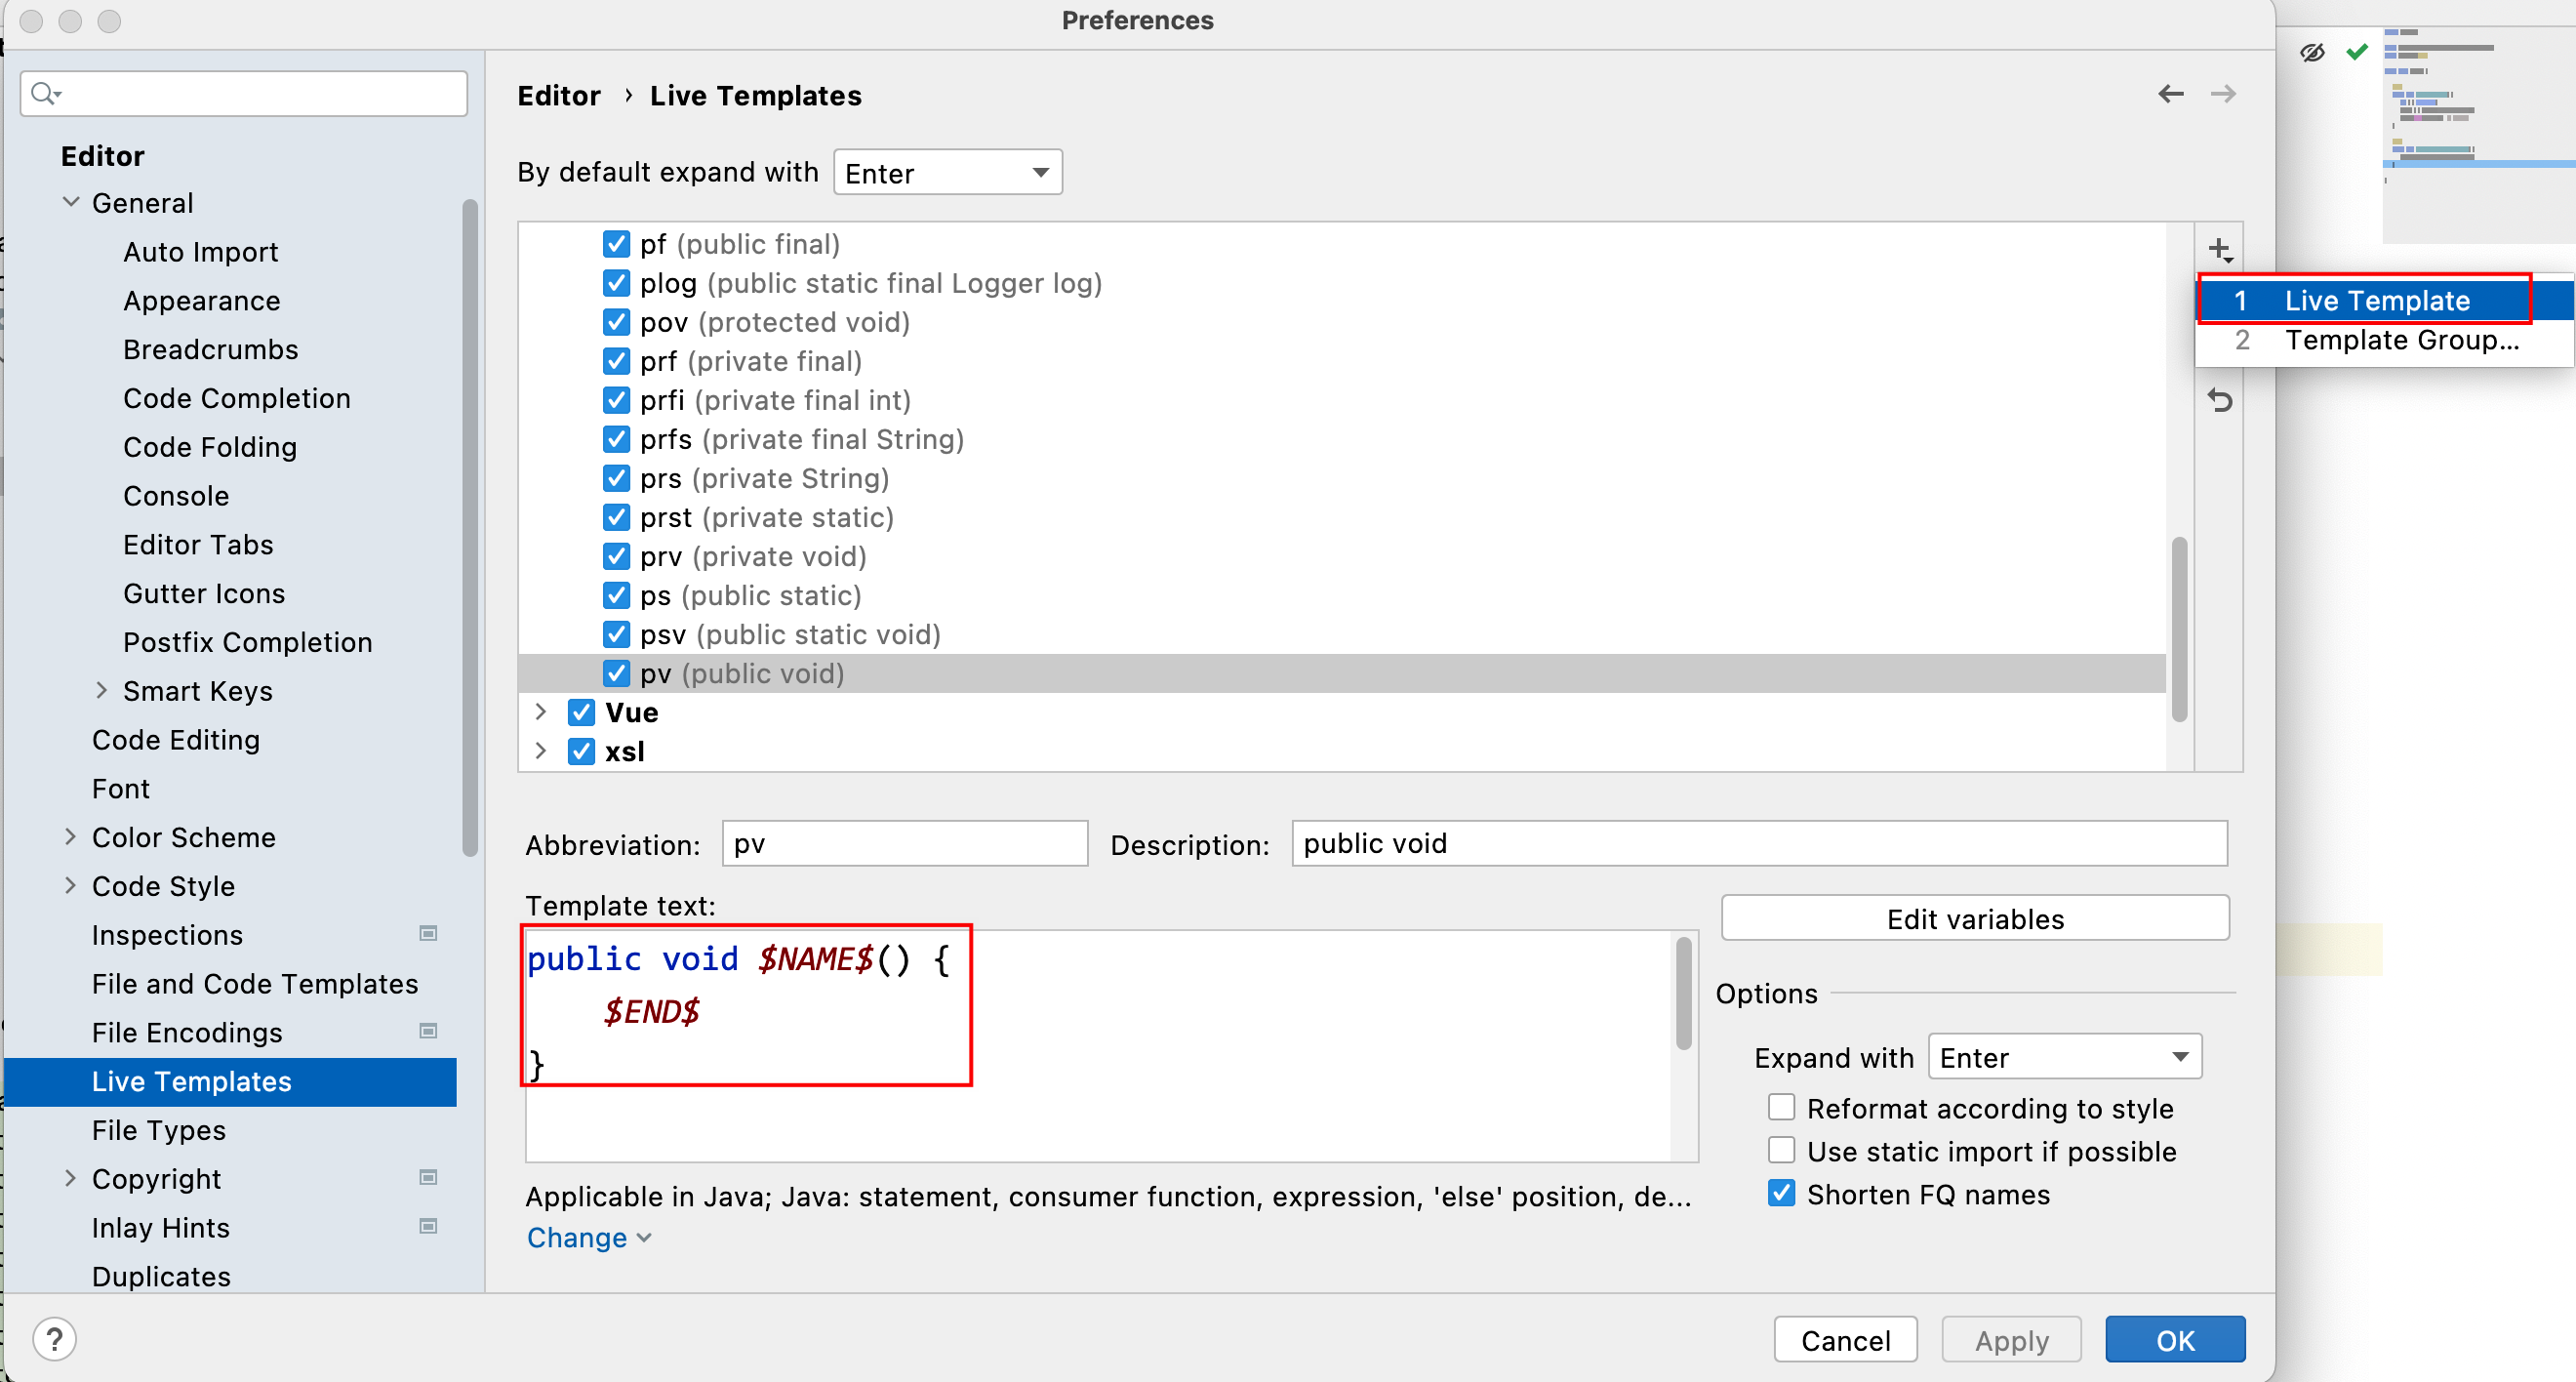 Preferences
Editor
General
Auto Import
Appearance
Breadcrumbs
Code Completion
Code Folding
Console
Editor Tabs
Gutter Icons
Postfix Completion
Smart Keys
Code Editing
Font
Color Scheme
Code Style
Inspections
File and Code Templates
File Encodings
Live Templates
File Types
Copyright
Inlay Hints
Duplicates
Editor › Live Templates
By default expand with Enter
pf (public final)
plog (public static final Logger log)
pov (protected void)
prf (private final)
prfi (private final int)
prfs (private final String)
prs (private String)
prst (private static)
prv (private void)
ps (public static)
psv (public static void)
pv (public void)
Vue
xsl
1 Live Template
2 Template Group...
Abbreviation: pv Description: public void
Template text:
public void $NAME$() {
$END$
}
Edit variables
Options
Expand with Enter
Reformat according to style
Use static import if possible
Shorten FQ names
Applicable in Java; Java: statement, consumer function, expression, 'else' position, de...
Change
? Cancel Apply OK